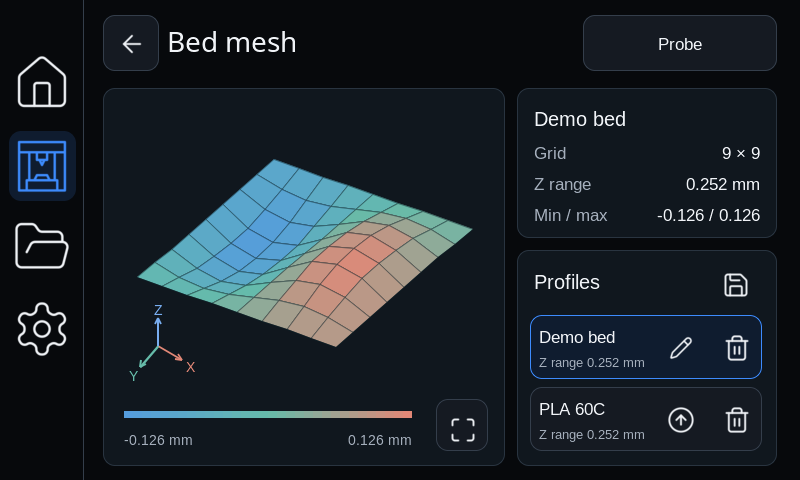 Bed mesh
Probe
Z
X
Y
-0.126 mm
0.126 mm
Demo bed
Grid
9 × 9
Z range
0.252 mm
Min / max
-0.126 / 0.126
Profiles
Demo bed
Z range 0.252 mm
PLA 60C
Z range 0.252 mm